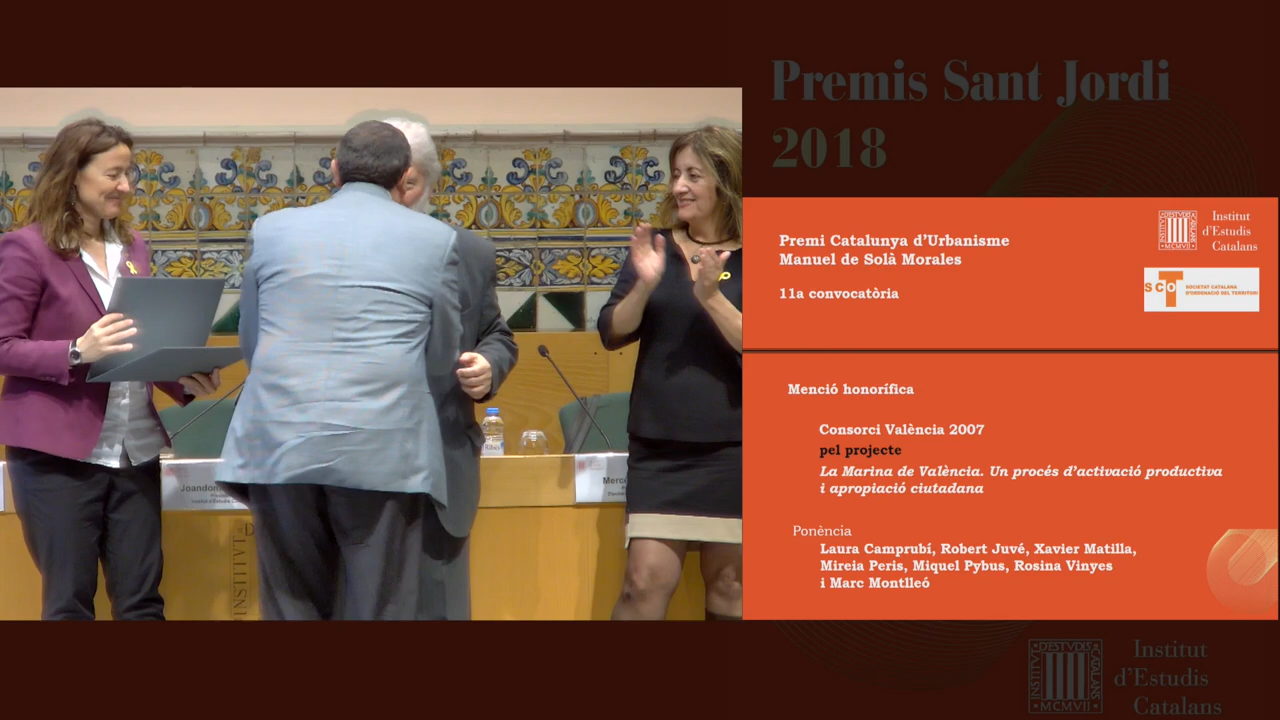 Premis Sant Jordi
2018
Institut
d'Estudis
Catalans
Premi Catalunya d'Urbanisme
Manuel de Solà Morales
11a convocatòria
SCOT
SOCIETAT CATALANA
D'ORDENACIÓ DEL TERRITORI
Menció honorífica
Consorci València 2007
pel projecte
La Marina de València. Un procés d'activació productiva
i apropiació ciutadana
Ponència
Laura Camprubí, Robert Juvé, Xavier Matilla,
Mireia Peris, Miquel Pybus, Rosina Vinyes
i Marc Montlleó
Joandom
Mercè
INSTITUT D
Institut
d'Estudis
Catalans
MCMVII